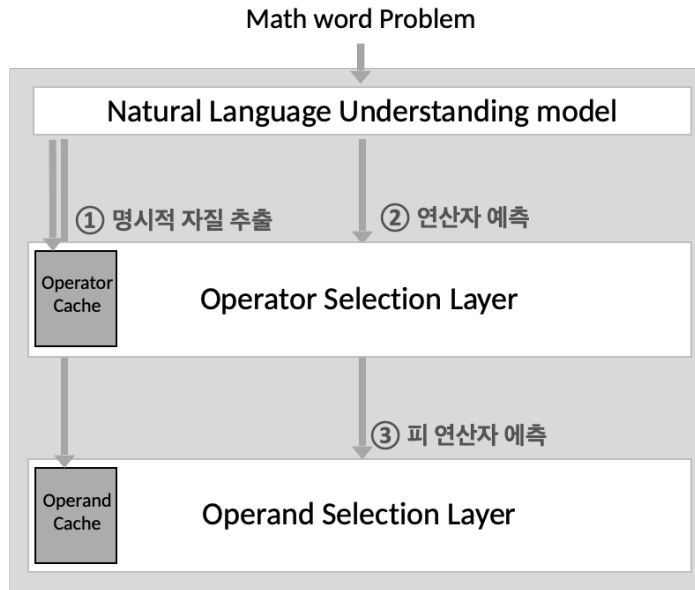 Math word Problem
Natural Language Understanding model
① 명시적 자질 추출
② 연산자 예측
Operator
Cache
Operator Selection Layer
③ 피 연산자 에측
Operand
Cache
Operand Selection Layer